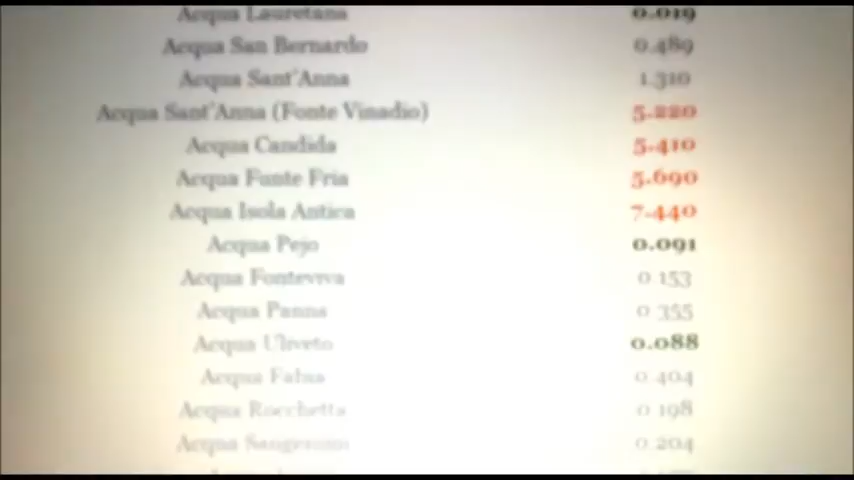 Acqua Lauretana 0.019
Acqua San Bernardo 0.489
Acqua Sant'Anna 1.310
Acqua Sant'Anna (Fonte Vinadio) 5.220
Acqua Candida 5.410
Acqua Fonte Fria 5.690
Acqua Isola Antica 7.440
Acqua Pejo 0.091
Acqua Fonteviva 0.153
Acqua Panna 0.355
Acqua Uliveto 0.088
Acqua Fabia 0.404
Acqua Rocchetta 0.198
Acqua Sangemini 0.204